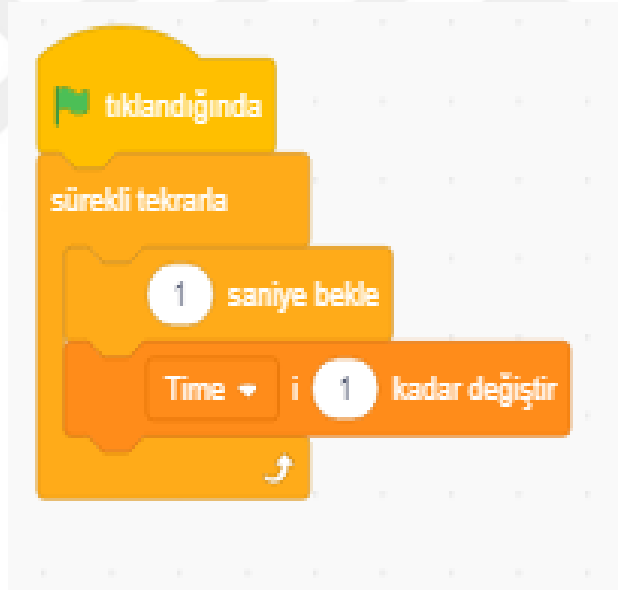 tıklandığında
sürekli tekrarla
1 saniye bekle
Time i 1 kadar değiştir